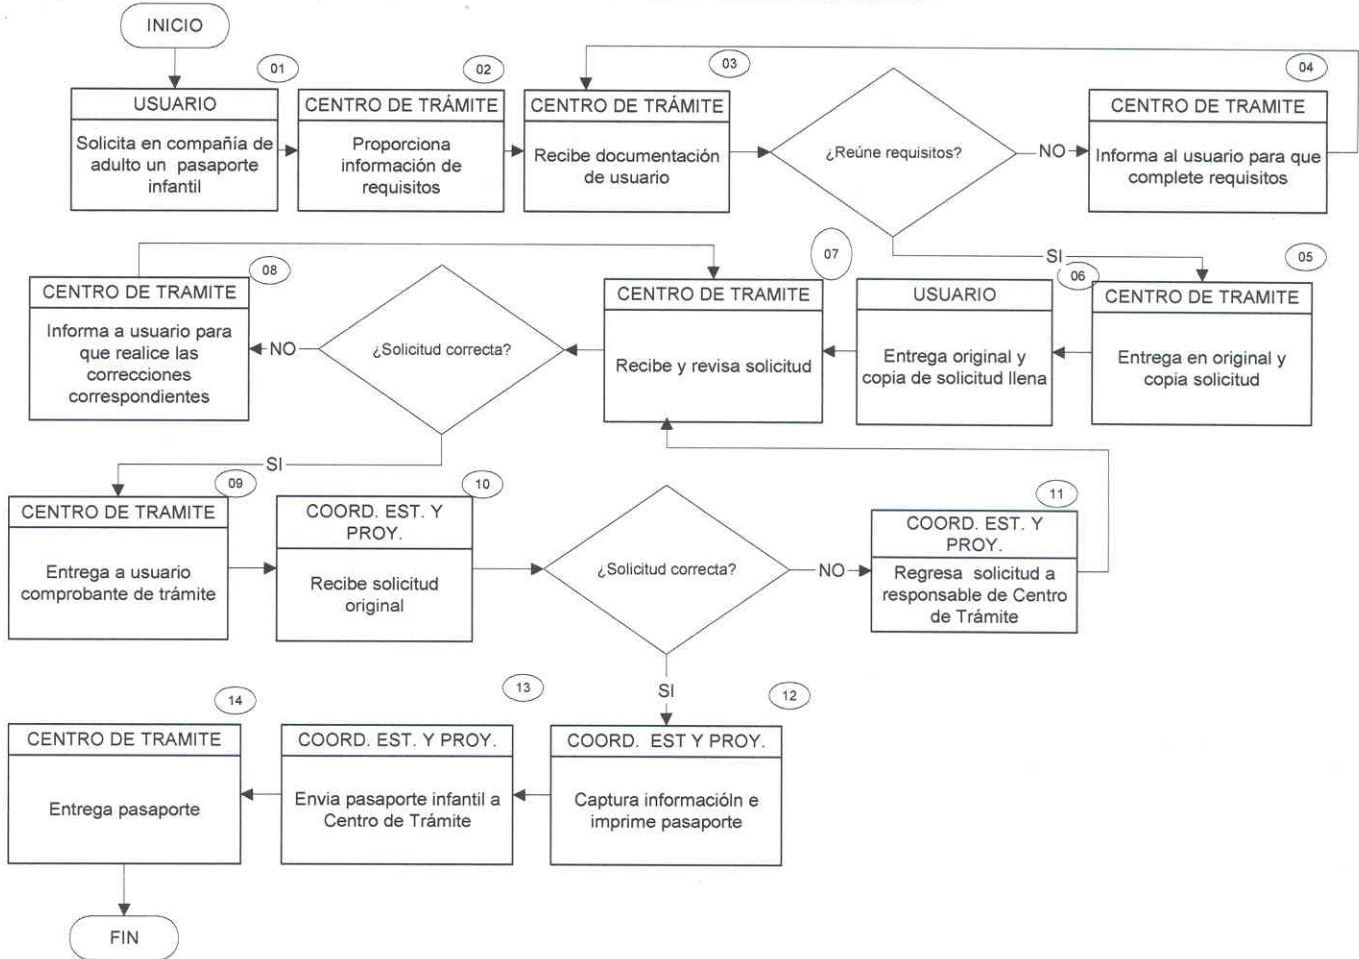 INICIO
01
USUARIO
Solicita en compañía de
adulto un pasaporte
infantil
02
CENTRO DE TRÁMITE
Proporciona
información de
requisitos
03
CENTRO DE TRÁMITE
Recibe documentación
de usuario
¿Reúne requisitos?
NO
04
CENTRO DE TRAMITE
Informa al usuario para que
complete requisitos
SI
05
CENTRO DE TRAMITE
Entrega en original y
copia solicitud
06
USUARIO
Entrega original y
copia de solicitud llena
07
CENTRO DE TRAMITE
Recibe y revisa solicitud
¿Solicitud correcta?
NO
08
CENTRO DE TRAMITE
Informa a usuario para
que realice las
correcciones
correspondientes
SI
09
CENTRO DE TRAMITE
Entrega a usuario
comprobante de trámite
10
COORD. EST. Y
PROY.
Recibe solicitud
original
¿Solicitud correcta?
NO
11
COORD. EST. Y
PROY.
Regresa solicitud a
responsable de Centro
de Trámite
SI
12
COORD. EST Y PROY.
Captura informacióln e
imprime pasaporte
13
COORD. EST. Y PROY.
Envia pasaporte infantil a
Centro de Trámite
14
CENTRO DE TRAMITE
Entrega pasaporte
FIN